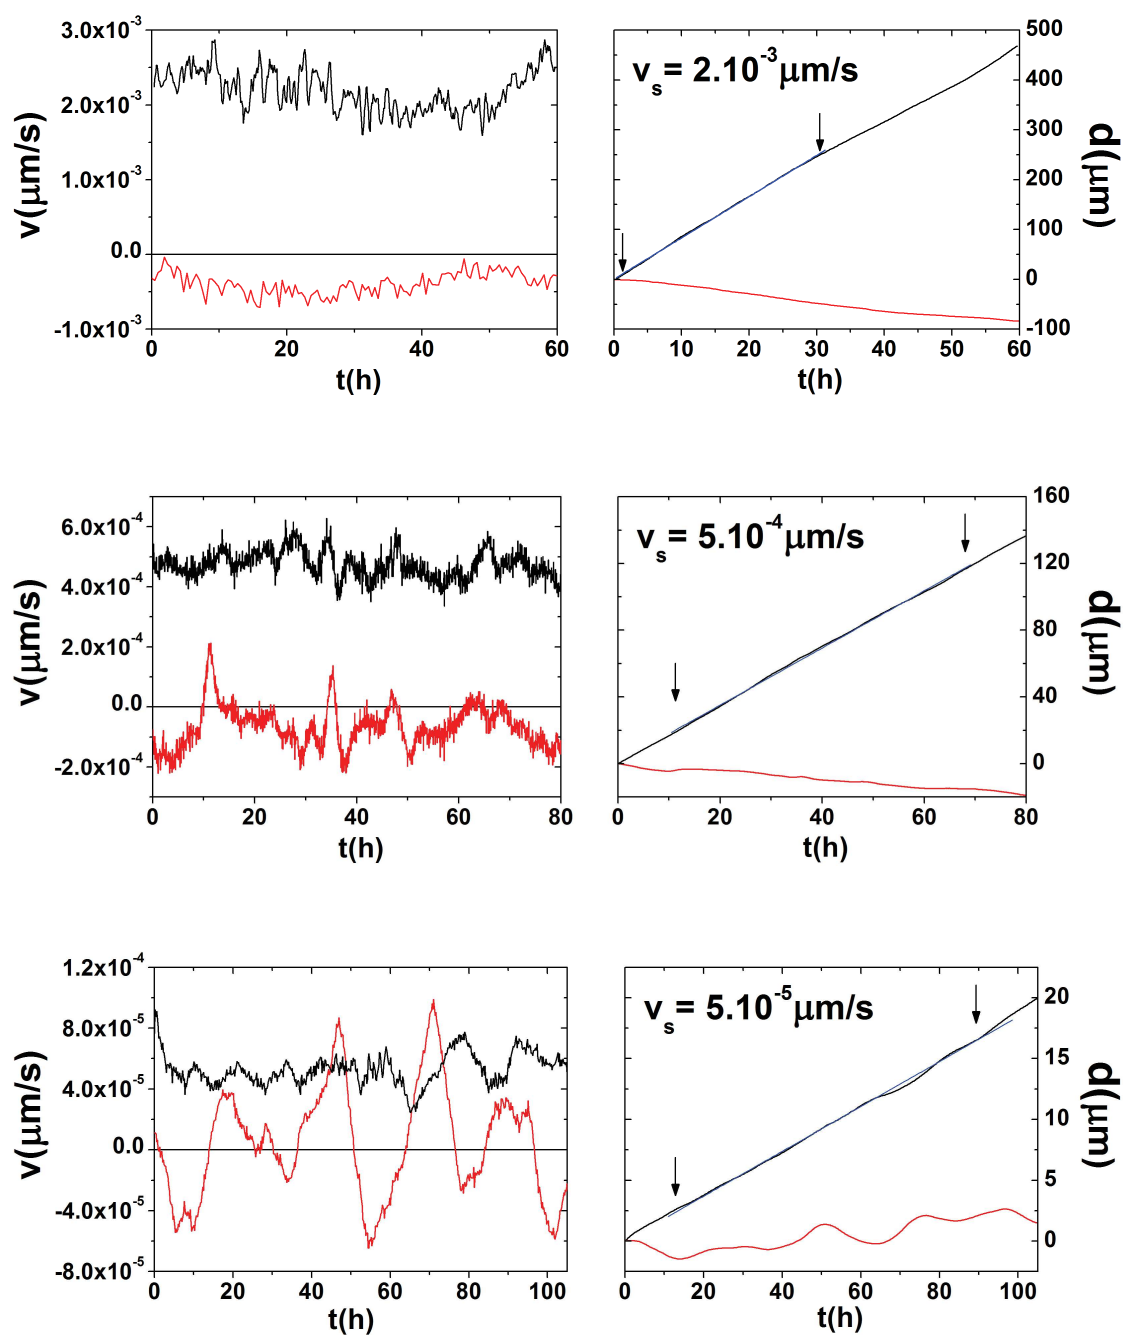 3.0x10⁻³
2.0x10⁻³
1.0x10⁻³
0.0
-1.0x10⁻³
v(μm/s)
0 20 40 60
t(h)
vₛ= 2.10⁻³μm/s
500
400
300
200
100
0
-100
d(μm)
0 10 20 30 40 50 60
t(h)
6.0x10⁻⁴
4.0x10⁻⁴
2.0x10⁻⁴
0.0
-2.0x10⁻⁴
v(μm/s)
0 20 40 60 80
t(h)
vₛ= 5.10⁻⁴μm/s
160
120
80
40
0
d(μm)
0 20 40 60 80
t(h)
1.2x10⁻⁴
8.0x10⁻⁵
4.0x10⁻⁵
0.0
-4.0x10⁻⁵
-8.0x10⁻⁵
v(μm/s)
0 20 40 60 80 100
t(h)
vₛ= 5.10⁻⁵μm/s
20
15
10
5
0
d(μm)
0 20 40 60 80 100
t(h)